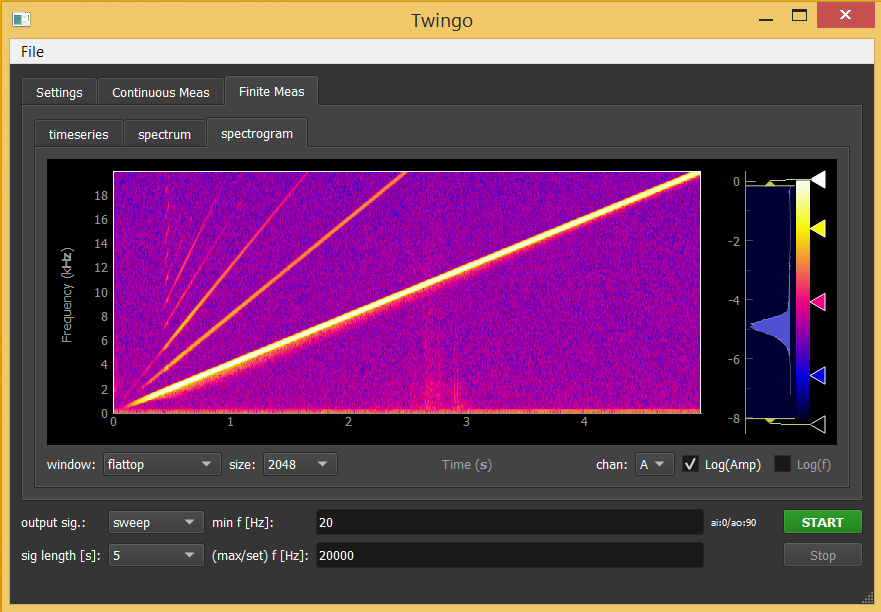 Twingo
File
Settings Continuous Meas Finite Meas
timeseries spectrum spectrogram
Frequency (kHz)
18
16
14
12
10
8
6
4
2
0
0 1 2 3 4
0
-2
-4
-6
-8
window: flattop size: 2048 Time (s) chan: A Log(Amp) Log(f)
output sig.: sweep min f [Hz]: 20 ai:0/ao:90 START
sig length [s]: 5 (max/set) f [Hz]: 20000 Stop